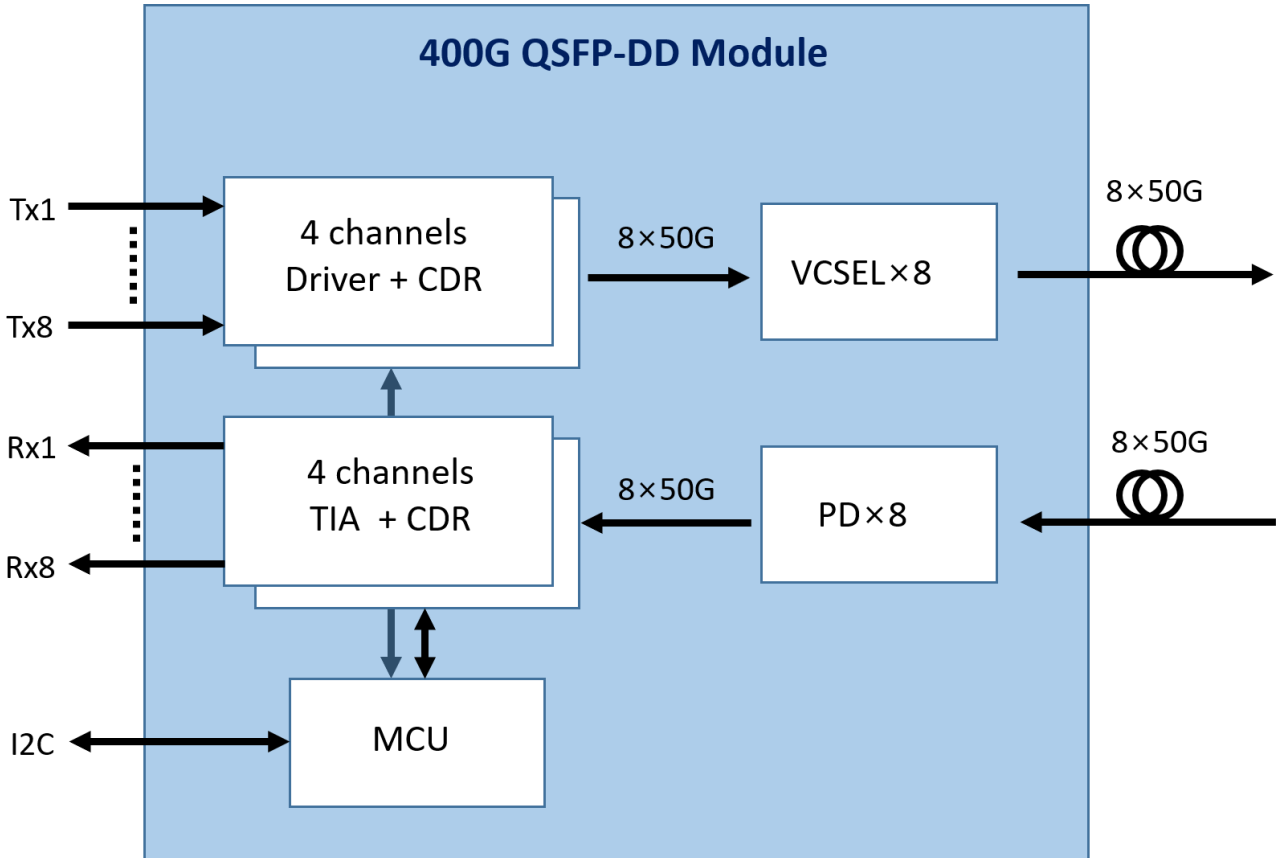 400G QSFP-DD Module
Tx1
Tx8
4 channels
Driver + CDR
8×50G
VCSEL×8
8×50G
Rx1
Rx8
4 channels
TIA + CDR
8×50G
PD×8
8×50G
I2C
MCU